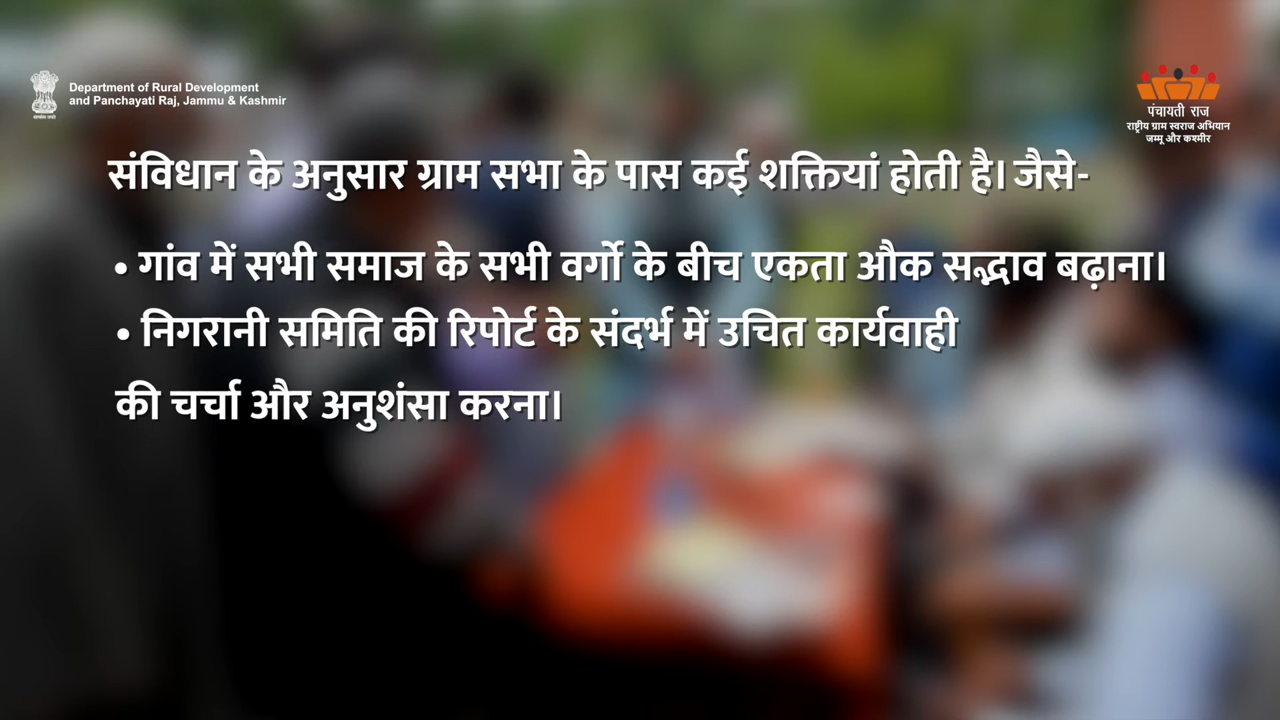 Department of Rural Development
and Panchayati Raj, Jammu & Kashmir
पंचायती राज
राष्ट्रीय ग्राम स्वराज अभियान
जम्मू और कश्मीर
संविधान के अनुसार ग्राम सभा के पास कई शक्तियां होती है। जैसे-
• गांव में सभी समाज के सभी वर्गो के बीच एकता औक सद्भाव बढ़ाना।
• निगरानी समिति की रिपोर्ट के संदर्भ में उचित कार्यवाही
की चर्चा और अनुशंसा करना।